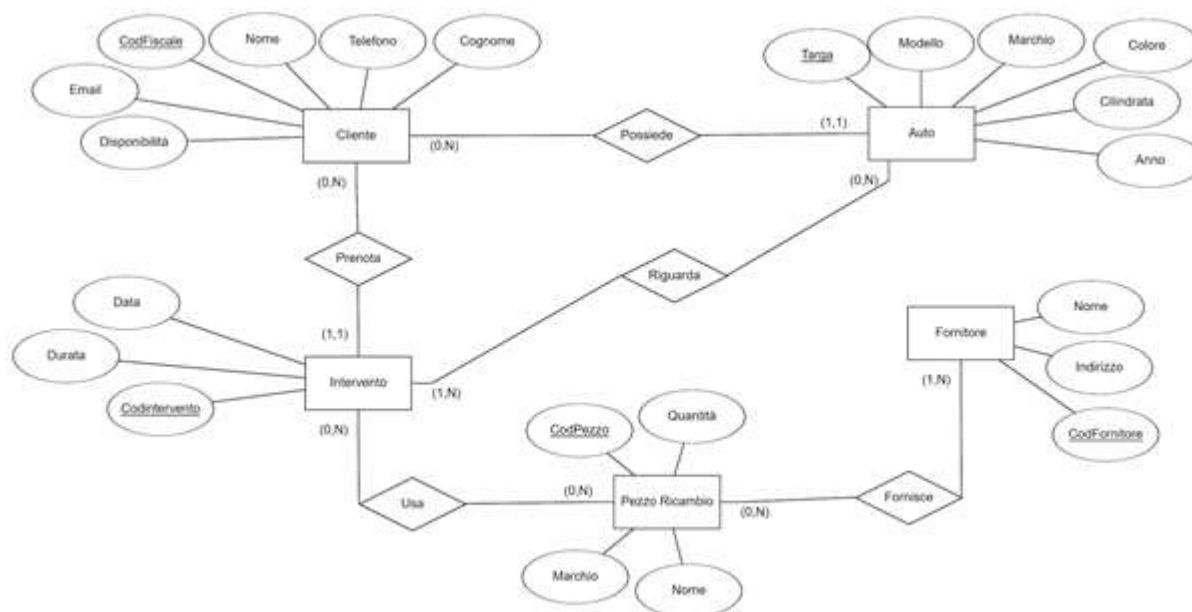 CodFiscale
Nome
Telefono
Cognome
Email
Disponibilità
Cliente
(0,N)
Possiede
(1,1)
Targa
Modello
Marchio
Colore
Cilindrata
Auto
Anno
(0,N)
(0,N)
Prenota
Riguarda
Data
Durata
(1,1)
Intervento
Codintervento
(1,N)
(0,N)
Nome
Fornitore
Indirizzo
(1,N)
CodFornitore
CodPezzo
Quantità
Usa
(0,N)
Pezzo Ricambio
(0,N)
Fornisce
Marchio
Nome